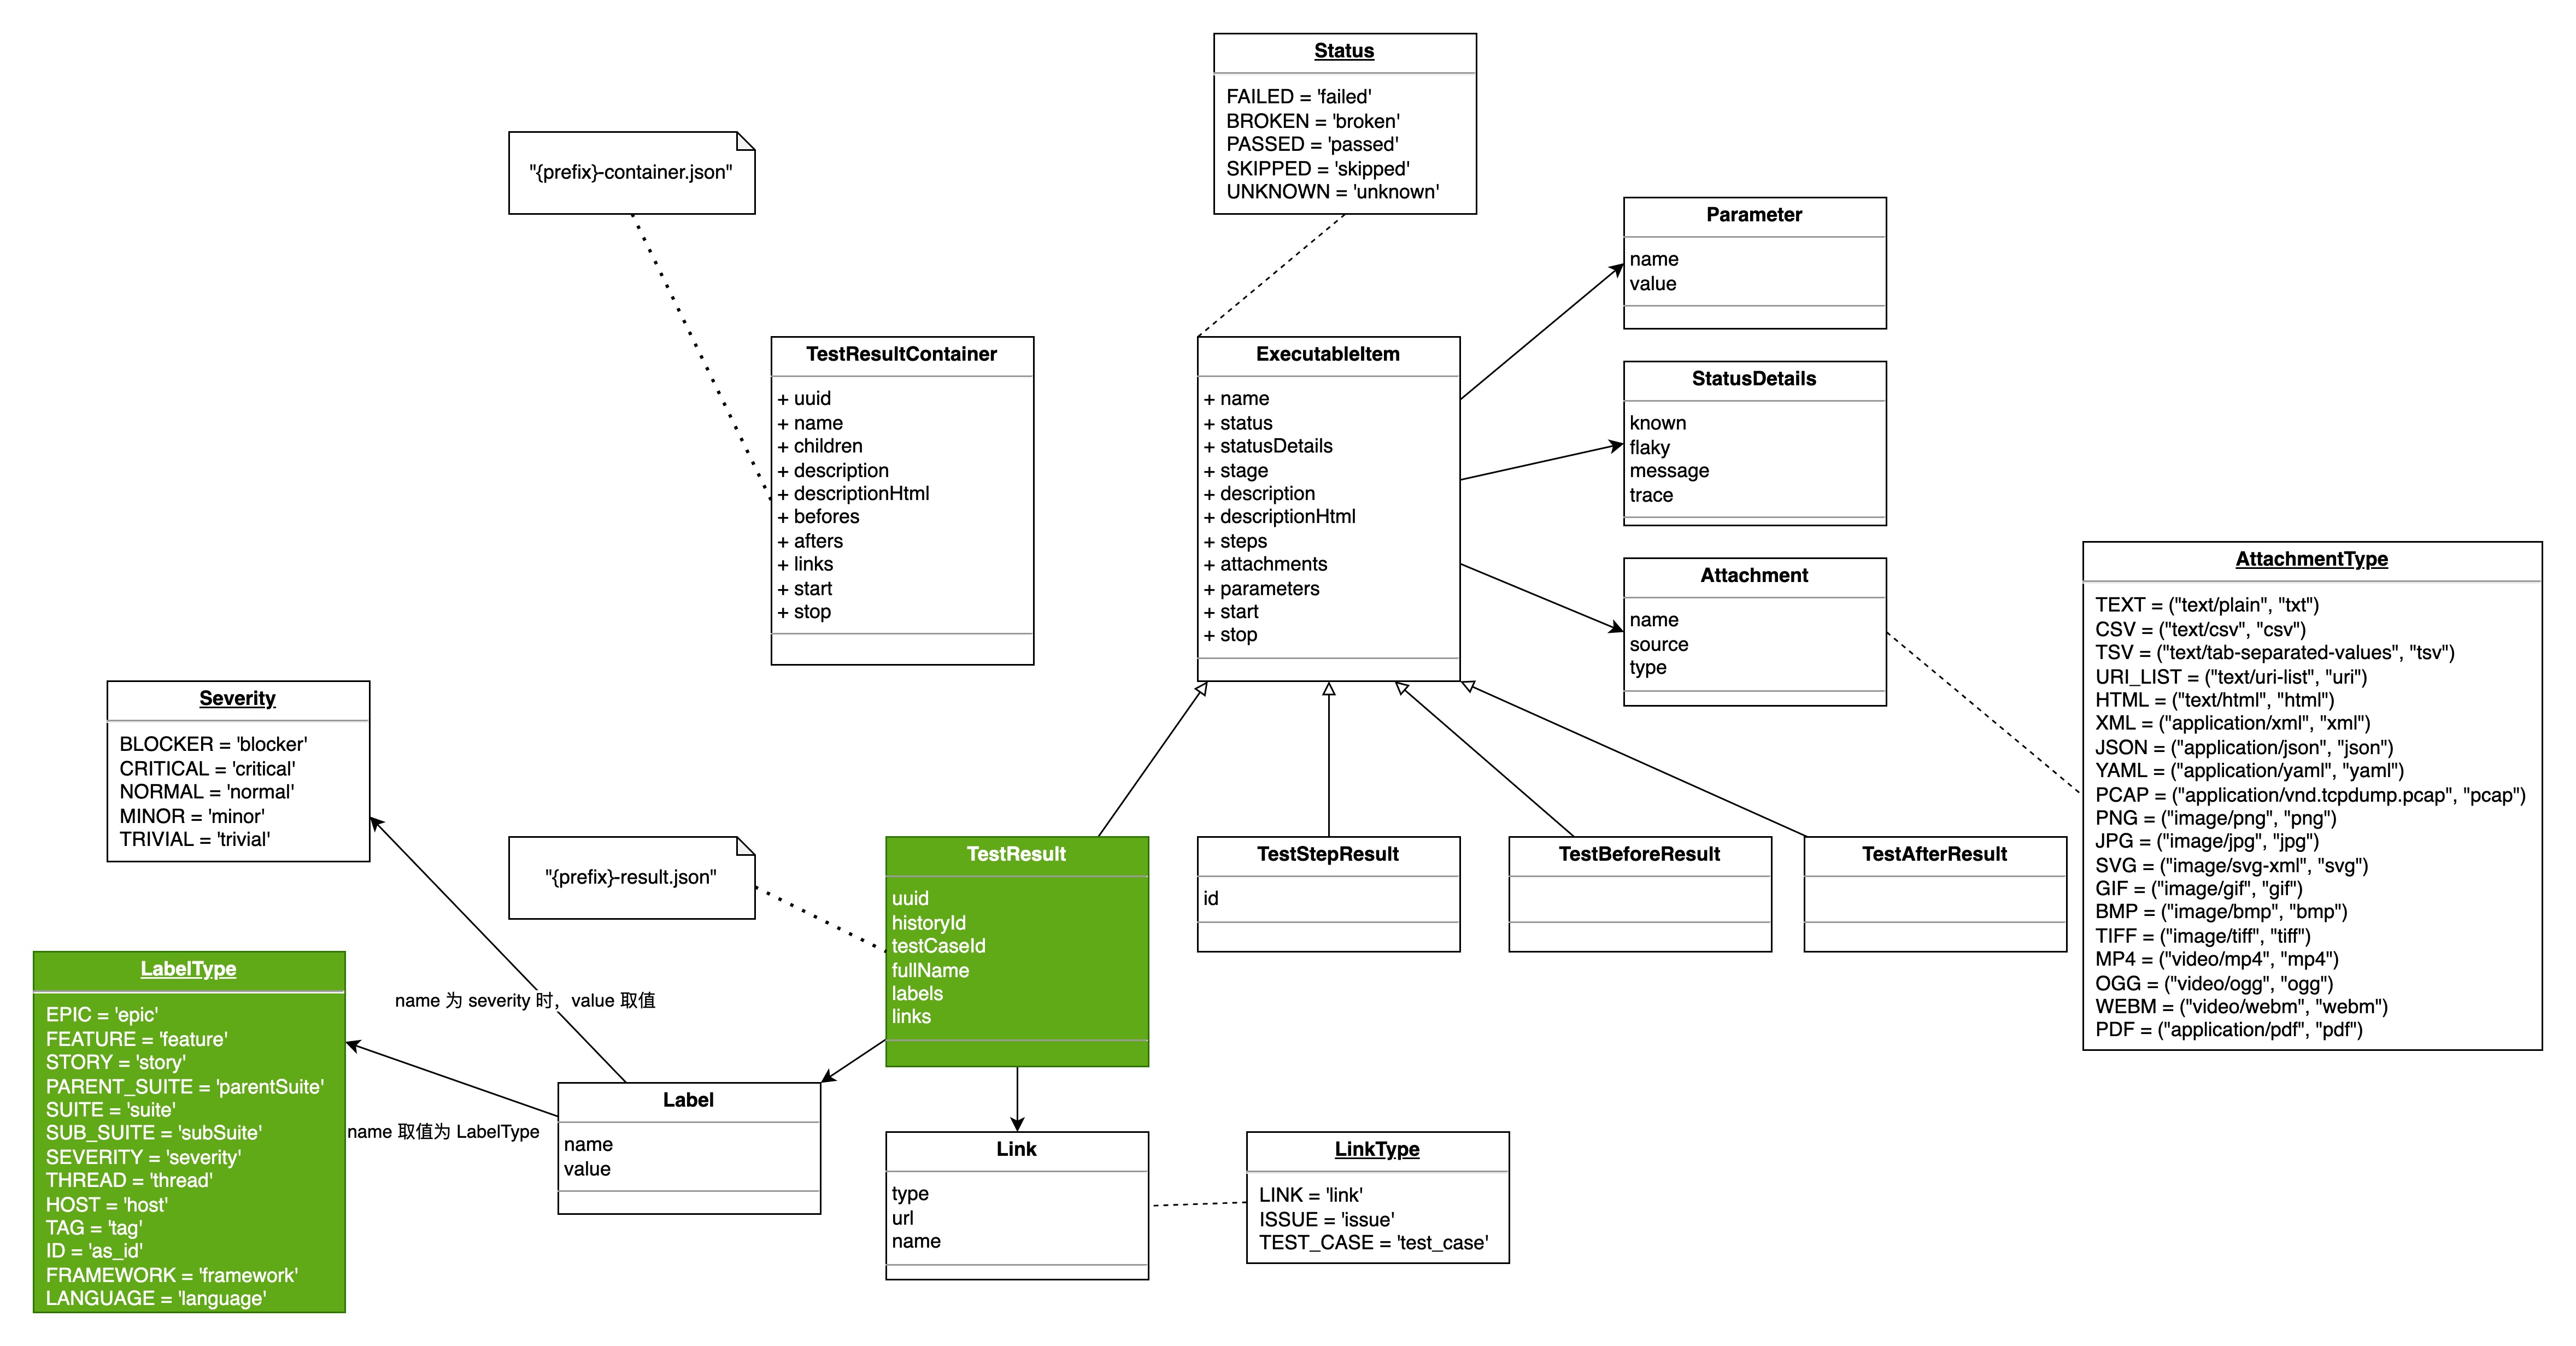 Status
FAILED = 'failed'
BROKEN = 'broken'
PASSED = 'passed'
SKIPPED = 'skipped'
UNKNOWN = 'unknown'
"{prefix}-container.json"
Parameter
name
value
TestResultContainer
+ uuid
+ name
+ children
+ description
+ descriptionHtml
+ befores
+ afters
+ links
+ start
+ stop
ExecutableItem
+ name
+ status
+ statusDetails
+ stage
+ description
+ descriptionHtml
+ steps
+ attachments
+ parameters
+ start
+ stop
StatusDetails
known
flaky
message
trace
Attachment
name
source
type
AttachmentType
TEXT = ("text/plain", "txt")
CSV = ("text/csv", "csv")
TSV = ("text/tab-separated-values", "tsv")
URI_LIST = ("text/uri-list", "uri")
HTML = ("text/html", "html")
XML = ("application/xml", "xml")
JSON = ("application/json", "json")
YAML = ("application/yaml", "yaml")
PCAP = ("application/vnd.tcpdump.pcap", "pcap")
PNG = ("image/png", "png")
JPG = ("image/jpg", "jpg")
SVG = ("image/svg-xml", "svg")
GIF = ("image/gif", "gif")
BMP = ("image/bmp", "bmp")
TIFF = ("image/tiff", "tiff")
MP4 = ("video/mp4", "mp4")
OGG = ("video/ogg", "ogg")
WEBM = ("video/webm", "webm")
PDF = ("application/pdf", "pdf")
Severity
BLOCKER = 'blocker'
CRITICAL = 'critical'
NORMAL = 'normal'
MINOR = 'minor'
TRIVIAL = 'trivial'
"{prefix}-result.json"
TestResult
uuid
historyId
testCaseId
fullName
labels
links
TestStepResult
id
TestBeforeResult
TestAfterResult
LabelType
EPIC = 'epic'
FEATURE = 'feature'
STORY = 'story'
PARENT_SUITE = 'parentSuite'
SUITE = 'suite'
SUB_SUITE = 'subSuite'
SEVERITY = 'severity'
THREAD = 'thread'
HOST = 'host'
TAG = 'tag'
ID = 'as_id'
FRAMEWORK = 'framework'
LANGUAGE = 'language'
name 为 severity 时，value 取值
name 取值为 LabelType
Label
name
value
Link
type
url
name
LinkType
LINK = 'link'
ISSUE = 'issue'
TEST_CASE = 'test_case'